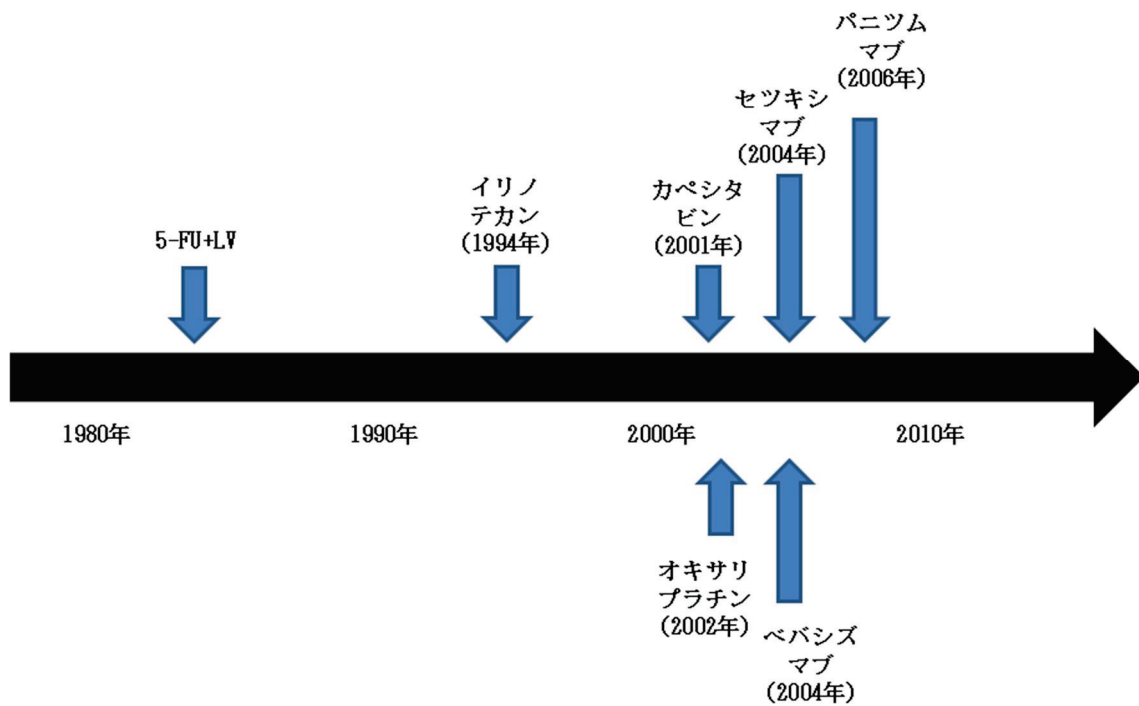 パニツム
マブ
(2006年)
セツキシ
マブ
(2004年)
カペシタ
ビン
(2001年)
イリノ
テカン
(1994年)
5-FU+LV
1980年
1990年
2000年
2010年
オキサリ
プラチン
(2002年)
ベバシズ
マブ
(2004年)